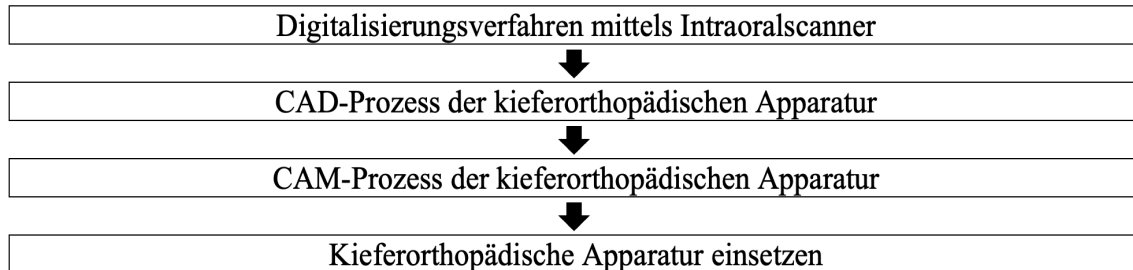 Digitalisierungsverfahren mittels Intraoralscanner
CAD-Prozess der kieferorthopädischen Apparatur
CAM-Prozess der kieferorthopädischen Apparatur
Kieferorthopädische Apparatur einsetzen